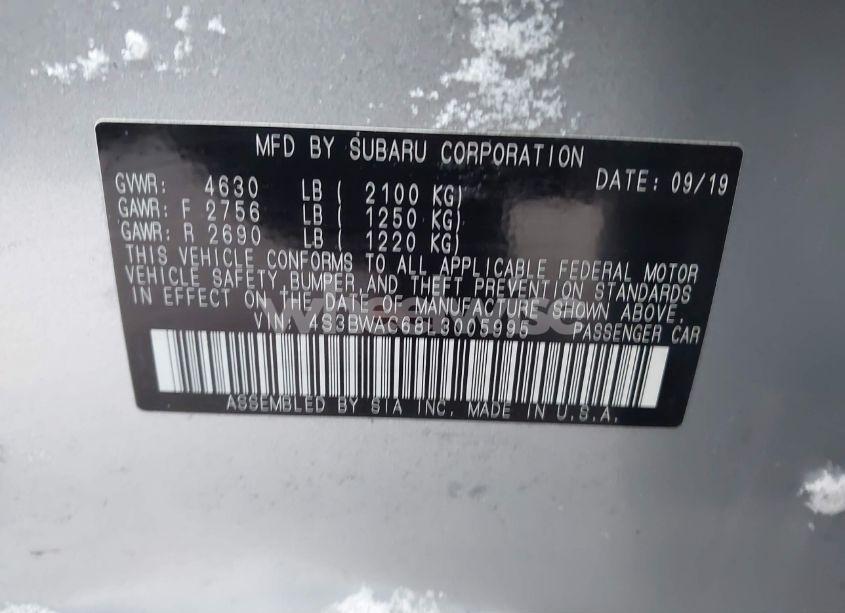 MFD BY SUBARU CORPORATION
DATE: 09/19
GVWR: 4630 LB ( 2100 KG)
GAWR: F 2756 LB ( 1250 KG)
GAWR: R 2690 LB ( 1220 KG)
THIS VEHICLE CONFORMS TO ALL APPLICABLE FEDERAL MOTOR
VEHICLE SAFETY, BUMPER, AND THEFT PREVENTION STANDARDS
IN EFFECT ON THE DATE OF MANUFACTURE SHOWN ABOVE.
VIN: 4S3BWAC68L3005995 PASSENGER CAR
ASSEMBLED BY SIA INC, MADE IN U.S.A.